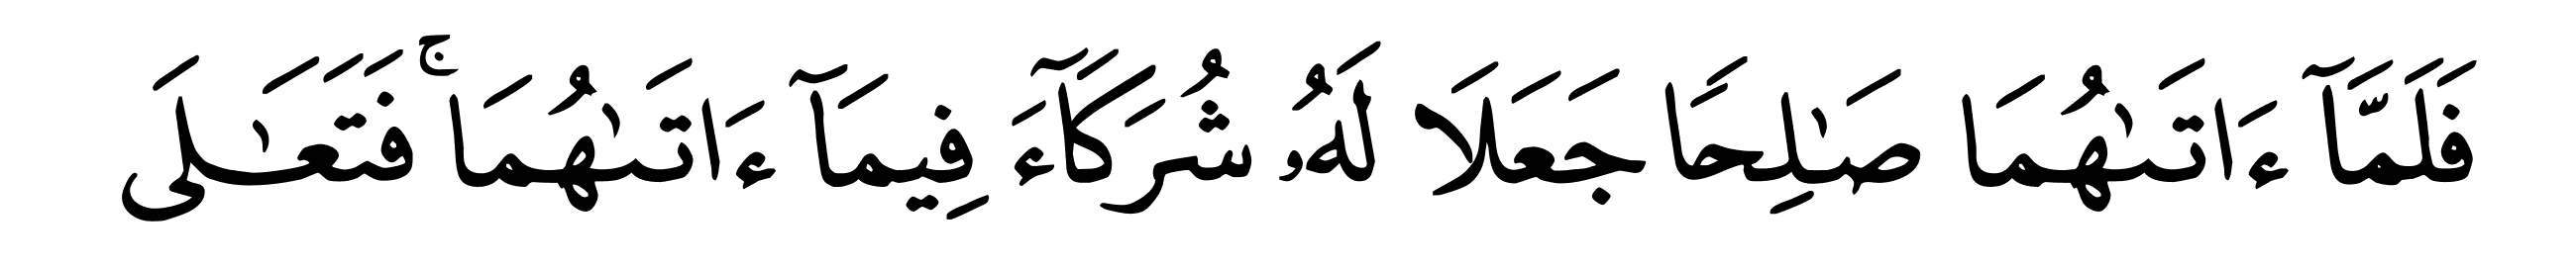 فَلَمَّآ ءَاتَىٰهُمَا صَٰلِحًا جَعَلَا لَهُۥ شُرَكَآءَ فِيمَآ ءَاتَىٰهُمَاۚ فَتَعَٰلَى